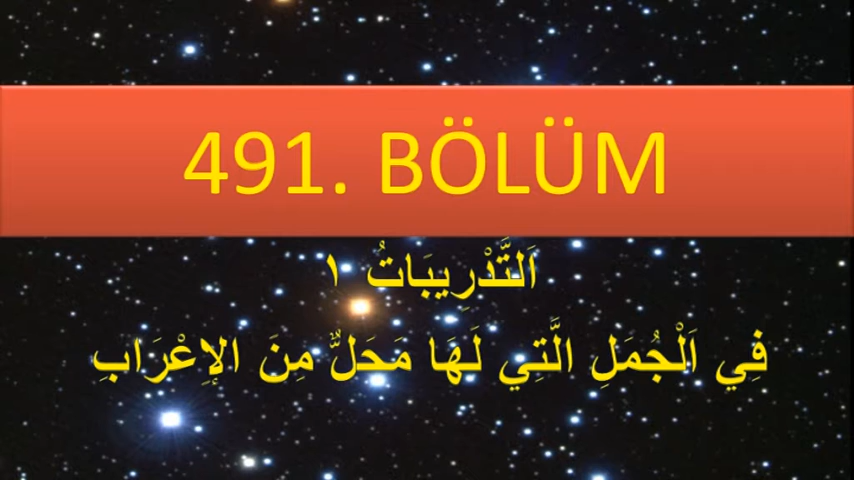 491. BÖLÜM
اَلتَّدْرِيبَاتُ ١
فِي اَلْجُمَلِ الَّتِي لَهَا مَحَلٌّ مِنَ الإِعْرَابِ